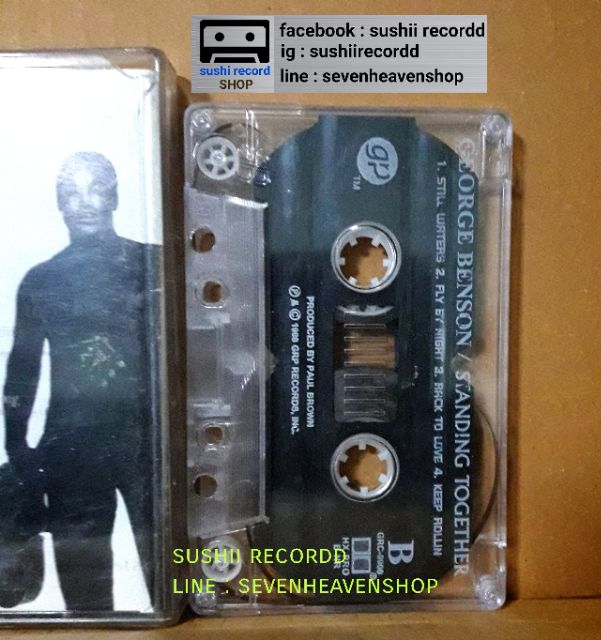 facebook : sushii recordd
ig : sushiirecordd
line : sevenheavenshop
sushi record
SHOP
grp
TM
GEORGE BENSON / STANDING TOGETHER
1. STILL WATERS 2. FLY BY NIGHT 3. BACK TO LOVE 4. KEEP ROLLIN
PRODUCED BY PAUL BROWN
℗ & © 1998 GRP RECORDS, INC.
B
HX PRO
SUSHII RECORDD
LINE : SEVENHEAVENSHOP